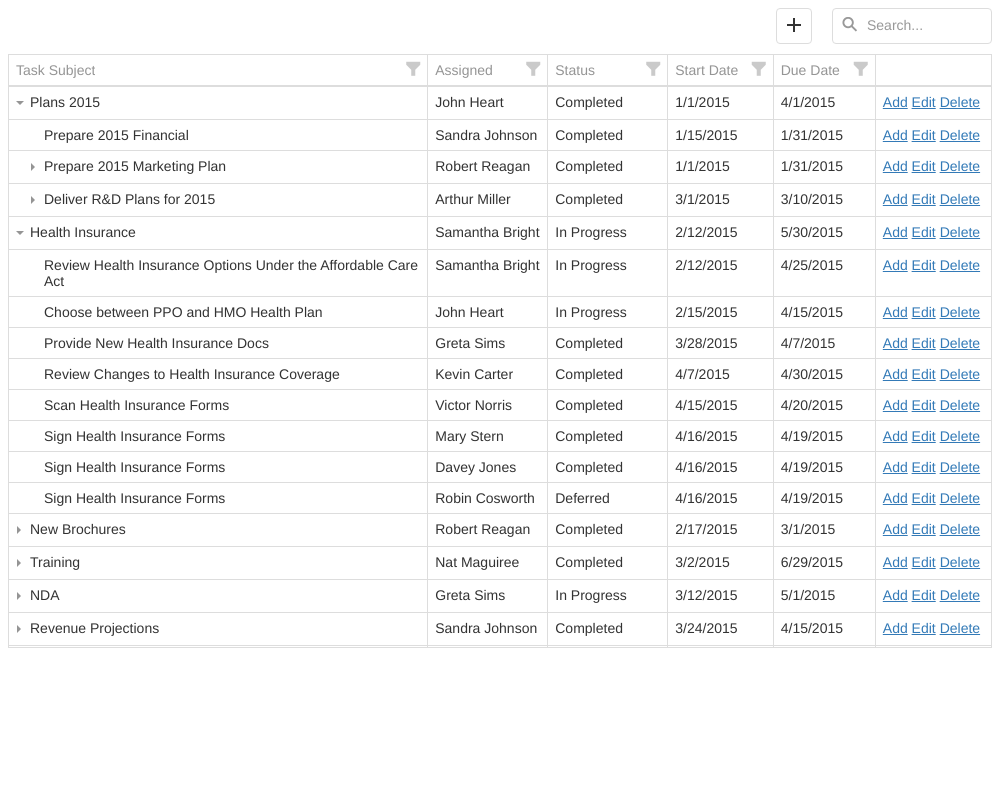 Search...
Task Subject Assigned Status Start Date Due Date
Plans 2015 John Heart Completed 1/1/2015 4/1/2015 Add Edit Delete
Prepare 2015 Financial Sandra Johnson Completed 1/15/2015 1/31/2015 Add Edit Delete
Prepare 2015 Marketing Plan Robert Reagan Completed 1/1/2015 1/31/2015 Add Edit Delete
Deliver R&D Plans for 2015 Arthur Miller Completed 3/1/2015 3/10/2015 Add Edit Delete
Health Insurance Samantha Bright In Progress 2/12/2015 5/30/2015 Add Edit Delete
Review Health Insurance Options Under the Affordable Care Samantha Bright In Progress 2/12/2015 4/25/2015 Add Edit Delete
Act
Choose between PPO and HMO Health Plan John Heart In Progress 2/15/2015 4/15/2015 Add Edit Delete
Provide New Health Insurance Docs Greta Sims Completed 3/28/2015 4/7/2015 Add Edit Delete
Review Changes to Health Insurance Coverage Kevin Carter Completed 4/7/2015 4/30/2015 Add Edit Delete
Scan Health Insurance Forms Victor Norris Completed 4/15/2015 4/20/2015 Add Edit Delete
Sign Health Insurance Forms Mary Stern Completed 4/16/2015 4/19/2015 Add Edit Delete
Sign Health Insurance Forms Davey Jones Completed 4/16/2015 4/19/2015 Add Edit Delete
Sign Health Insurance Forms Robin Cosworth Deferred 4/16/2015 4/19/2015 Add Edit Delete
New Brochures Robert Reagan Completed 2/17/2015 3/1/2015 Add Edit Delete
Training Nat Maguiree Completed 3/2/2015 6/29/2015 Add Edit Delete
NDA Greta Sims In Progress 3/12/2015 5/1/2015 Add Edit Delete
Revenue Projections Sandra Johnson Completed 3/24/2015 4/15/2015 Add Edit Delete